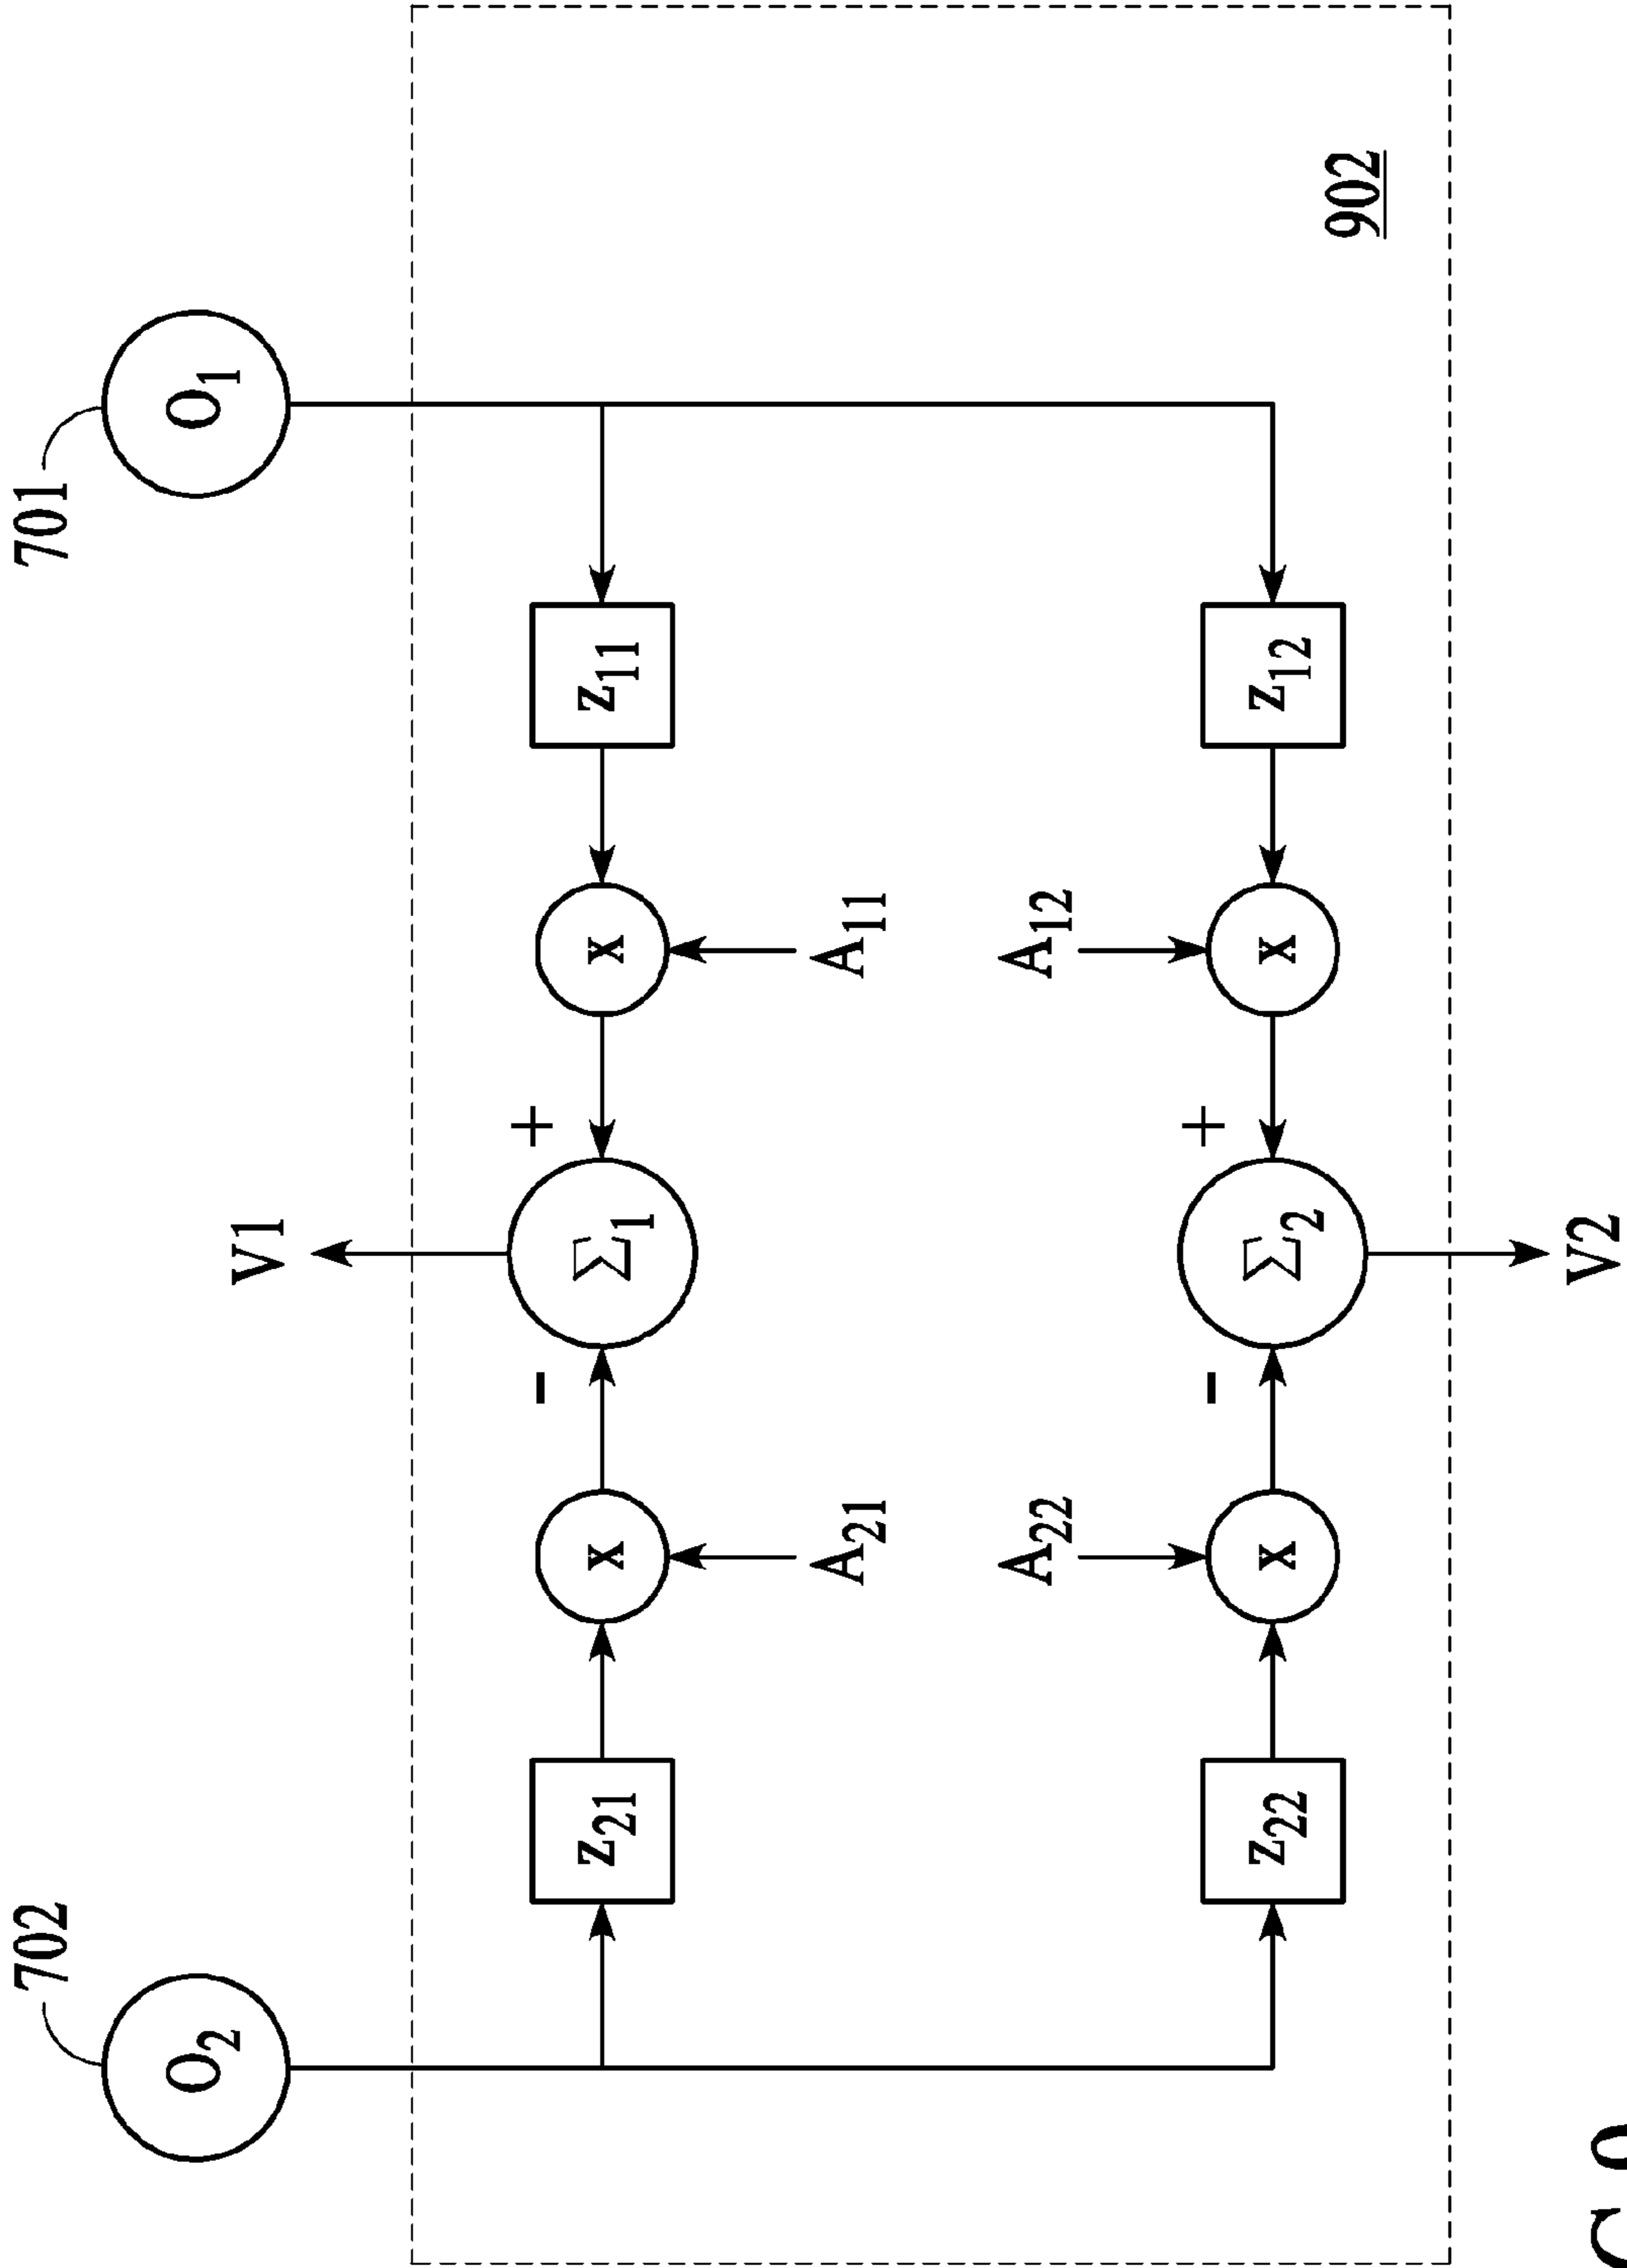 702
701
O₂
O₁
V1
- +
z₂₁ x Σ₁ x z₁₁
A₂₁ A₁₁
A₂₂ A₁₂
- +
z₂₂ x Σ₂ x z₁₂
902
V2